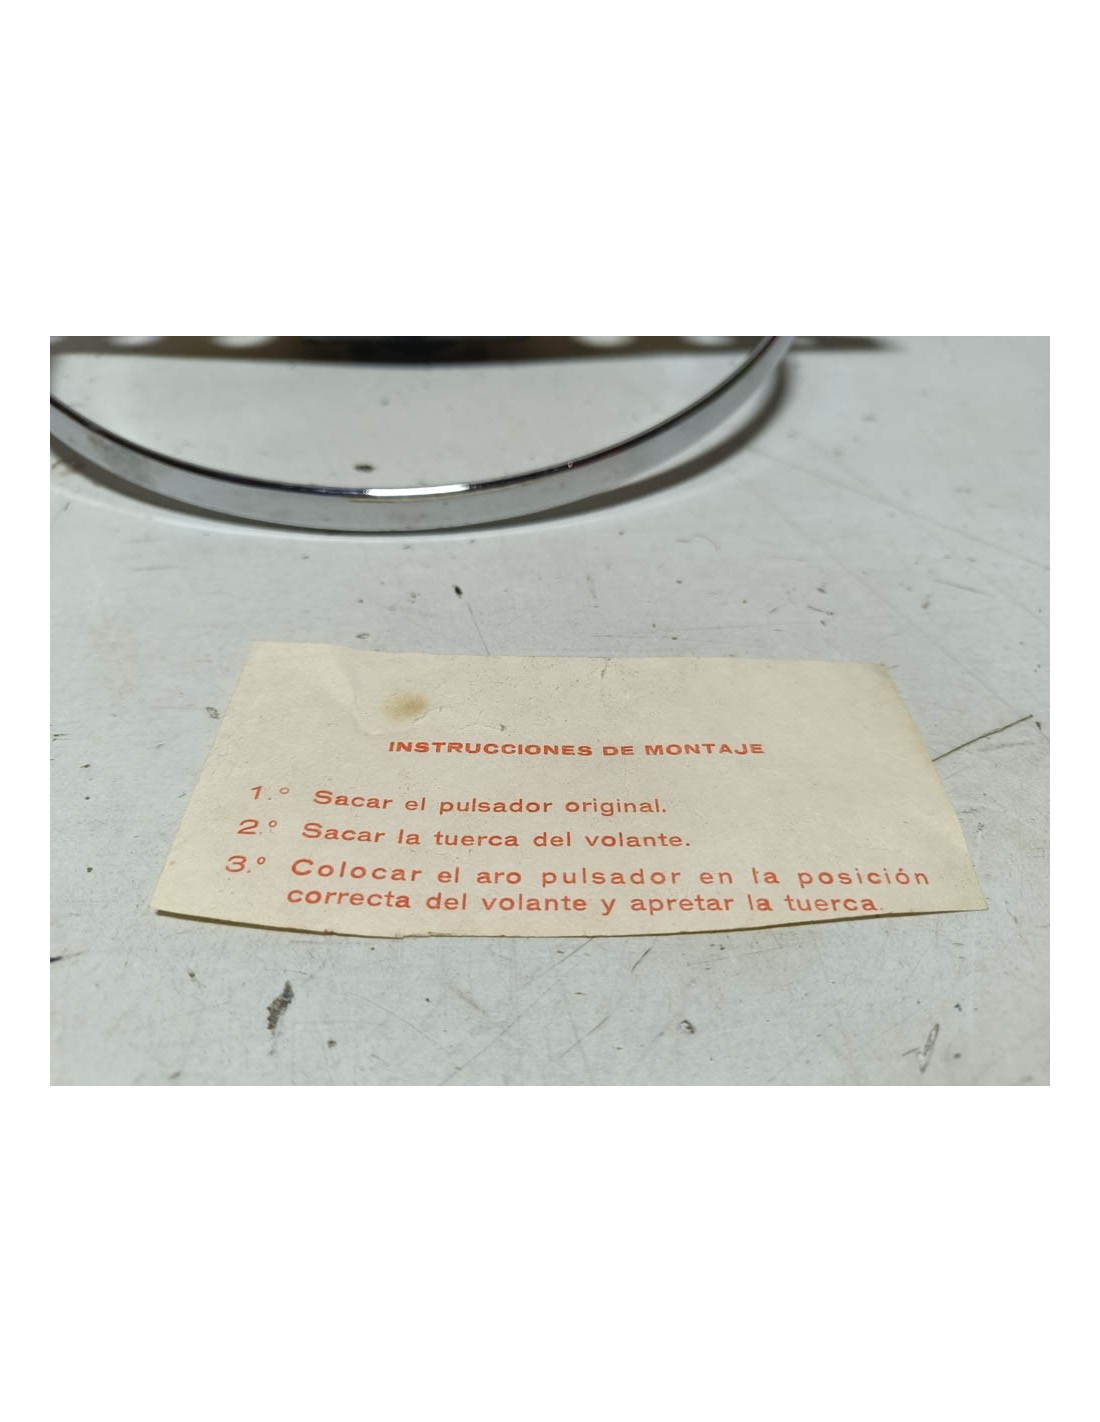 INSTRUCCIONES DE MONTAJE
1.º Sacar el pulsador original.
2.º Sacar la tuerca del volante.
3.º Colocar el aro pulsador en la posición
correcta del volante y apretar la tuerca.